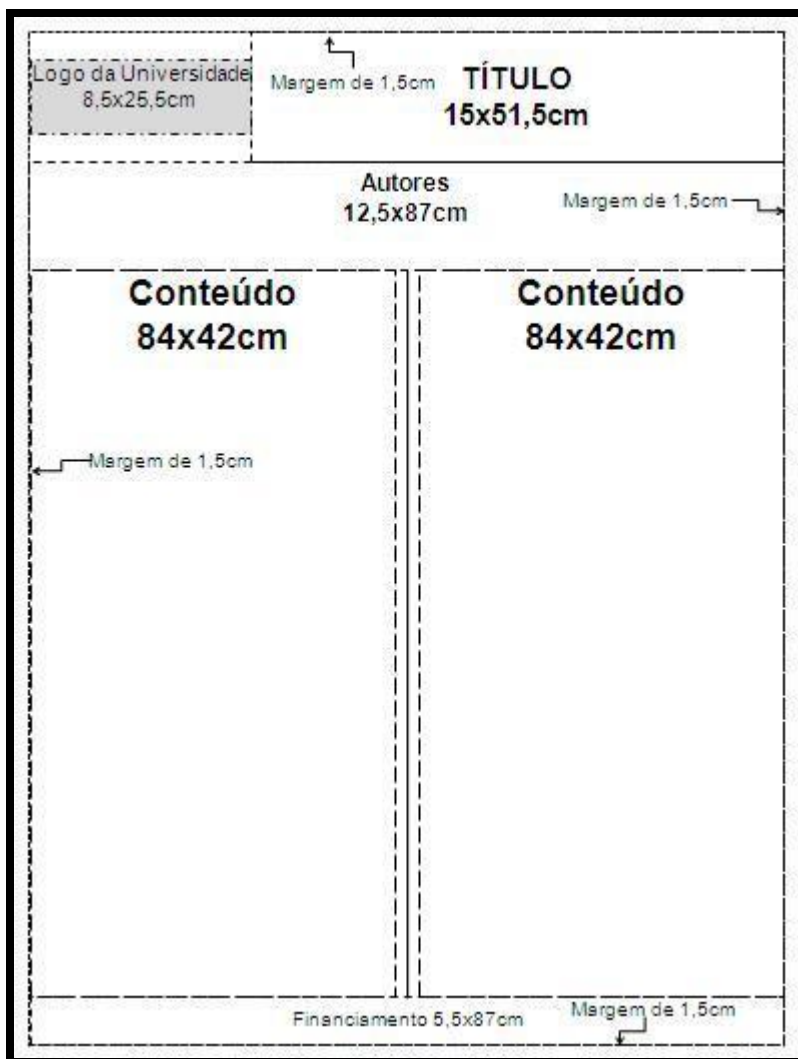 Logo da Universidade
8,5x25,5cm
Margem de 1,5cm
TÍTULO
15x51,5cm
Autores
12,5x87cm
Margem de 1,5cm
Conteúdo
84x42cm
Conteúdo
84x42cm
Margem de 1,5cm
Financiamento 5,5x87cm
Margem de 1,5cm